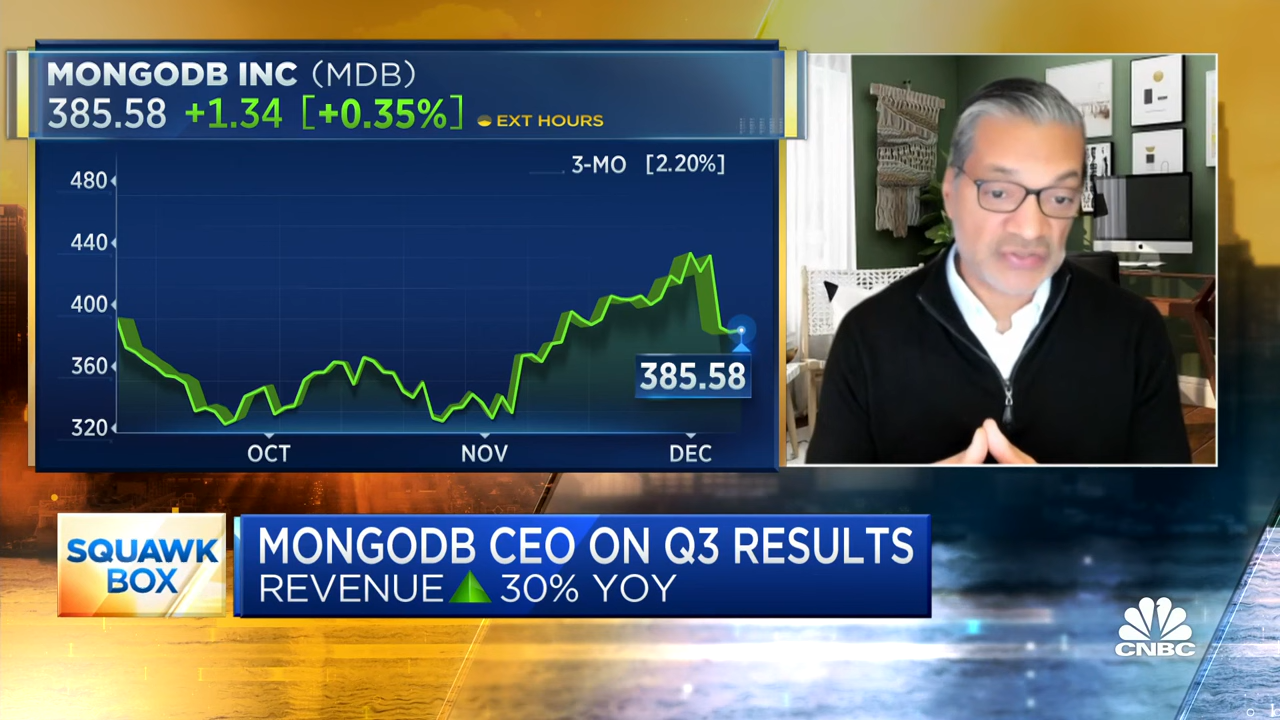 MONGODB INC (MDB)
385.58 +1.34 [+0.35%] EXT HOURS
3-MO [2.20%]
480
440
400
360
320
385.58
OCT NOV DEC
SQUAWK
BOX
MONGODB CEO ON Q3 RESULTS
REVENUE ▲ 30% YOY
CNBC